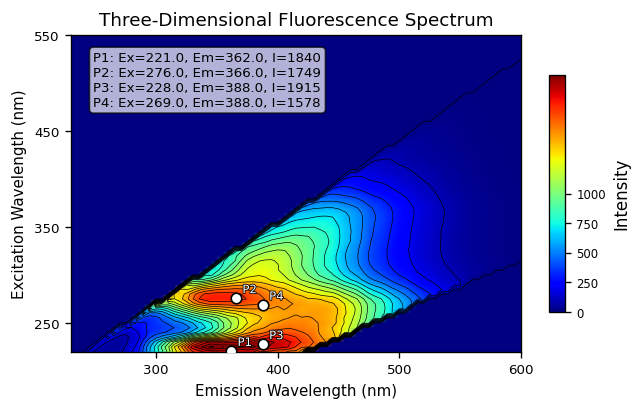 Three-Dimensional Fluorescence Spectrum
P1: Ex=221.0, Em=362.0, I=1840
P2: Ex=276.0, Em=366.0, I=1749
P3: Ex=228.0, Em=388.0, I=1915
P4: Ex=269.0, Em=388.0, I=1578
550
450
350
250
Excitation Wavelength (nm)
P2
P4
P1
P3
300
400
500
600
Emission Wavelength (nm)
1000
750
500
250
0
Intensity